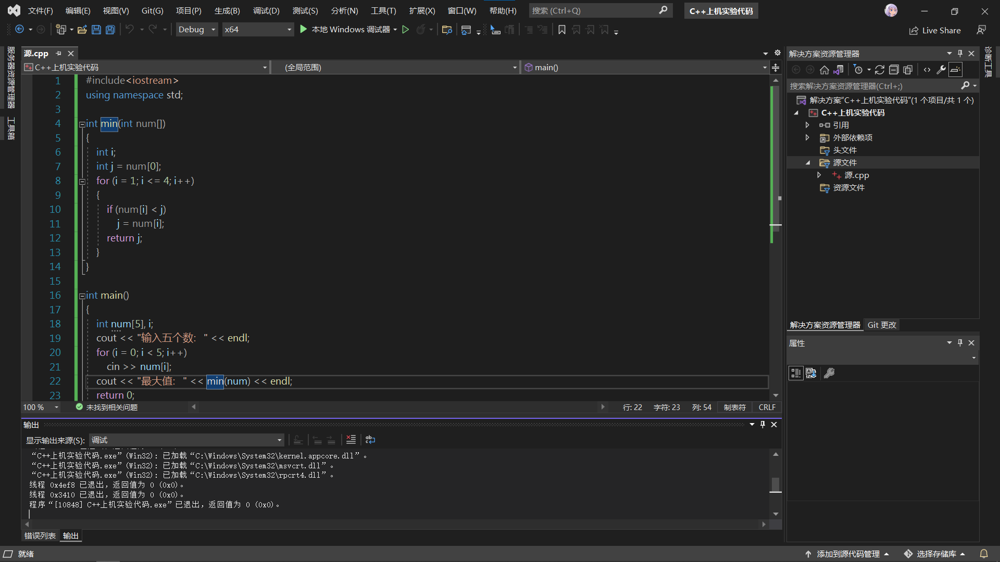 文件(F) 编辑(E) 视图(V) Git(G) 项目(P) 生成(B) 调试(D) 测试(S) 分析(N) 工具(T) 扩展(X) 窗口(W) 帮助(H) 搜索 (Ctrl+Q) C++上机实验代码
Debug x64 本地 Windows 调试器 Live Share
服务器资源管理器
工具箱
源.cpp
C++上机实验代码 (全局范围) main()
1 #include<iostream>
2 using namespace std;
3
4 int min(int num[])
5 {
6 int i;
7 int j = num[0];
8 for (i = 1; i <= 4; i++)
9 {
10 if (num[i] < j)
11 j = num[i];
12 return j;
13 }
14 }
15
16 int main()
17 {
18 int num[5], i;
19 cout << "输入五个数: " << endl;
20 for (i = 0; i < 5; i++)
21 cin >> num[i];
22 cout << "最大值: " << min(num) << endl;
23 return 0;
100 % 未找到相关问题 行: 22 字符: 23 列: 54 制表符 CRLF
输出
显示输出来源(S): 调试
“C++上机实验代码.exe”(Win32): 已加载“C:\Windows\System32\kernel.appcore.dll”。
“C++上机实验代码.exe”(Win32): 已加载“C:\Windows\System32\msvcrt.dll”。
“C++上机实验代码.exe”(Win32): 已加载“C:\Windows\System32\rpcrt4.dll”。
线程 0x4ef8 已退出，返回值为 0 (0x0)。
线程 0x3410 已退出，返回值为 0 (0x0)。
程序“[10848] C++上机实验代码.exe”已退出，返回值为 0 (0x0)。
错误列表 输出
解决方案资源管理器
搜索解决方案资源管理器(Ctrl+;)
解决方案“C++上机实验代码”(1 个项目/共 1 个)
C++上机实验代码
引用
外部依赖项
头文件
源文件
源.cpp
资源文件
解决方案资源管理器 Git 更改
属性
诊断工具
就绪 添加到源代码管理 选择存储库